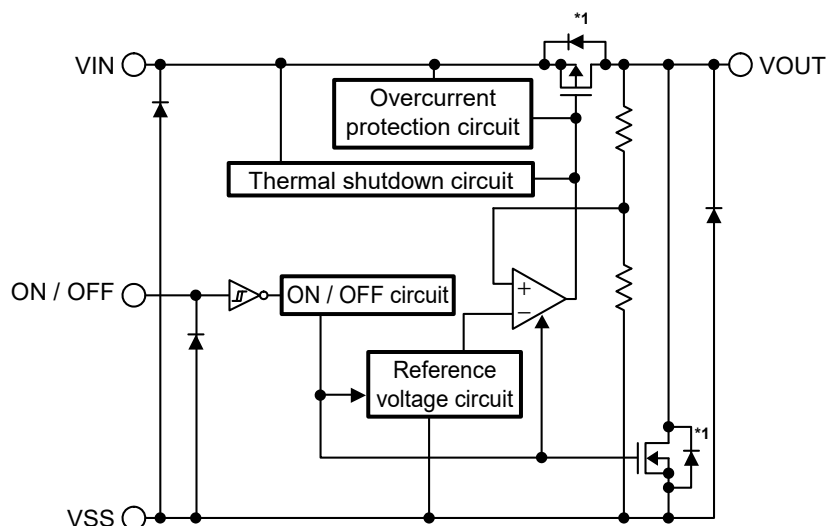 *1
VIN
VOUT
Overcurrent
protection circuit
Thermal shutdown circuit
ON / OFF
ON / OFF circuit
+
−
Reference
voltage circuit
*1
VSS